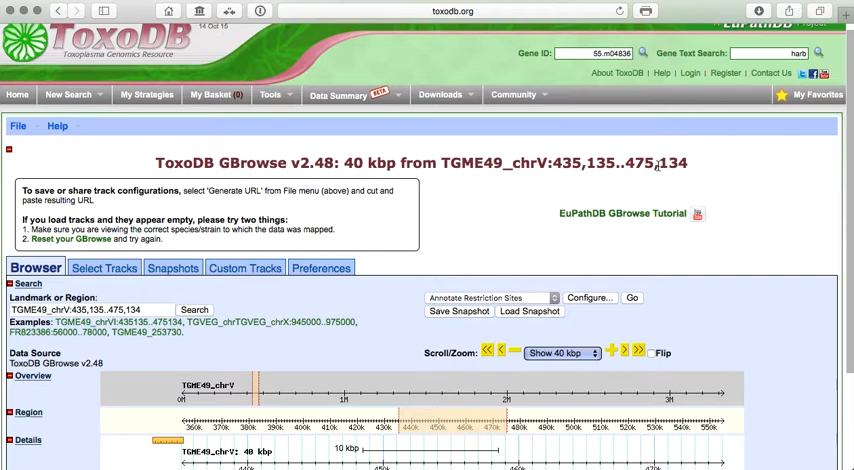 toxodb.org
ToxoDB
14 Oct 15
EuPathDB Project
Toxoplasma Genomics Resource
Gene ID: 55.m04836 Gene Text Search: harb
About ToxoDB | Help | Login | Register | Contact Us
Home New Search My Strategies My Basket (0) Tools Data Summary BETA Downloads Community My Favorites
File Help
ToxoDB GBrowse v2.48: 40 kbp from TGME49_chrV:435,135..475,134
To save or share track configurations, select 'Generate URL' from File menu (above) and cut and
paste resulting URL
If you load tracks and they appear empty, please try two things:
1. Make sure you are viewing the correct species/strain to which the data was mapped.
2. Reset your GBrowse and try again.
EuPathDB GBrowse Tutorial
Browser Select Tracks Snapshots Custom Tracks Preferences
Search
Landmark or Region:
TGME49_chrV:435,135..475,134 Search
Examples: TGME49_chrVI:435135..475134, TGVEG_chrTGVEG_chrX:945000..975000,
FR823386:56000..78000, TGME49_253730.
Annotate Restriction Sites Configure... Go
Save Snapshot Load Snapshot
Data Source
ToxoDB GBrowse v2.48
Scroll/Zoom: Show 40 kbp Flip
Overview
TGME49_chrV
0M 1M 2M 3M
Region
360k 370k 380k 390k 400k 410k 420k 430k 440k 450k 460k 470k 480k 490k 500k 510k 520k 530k 540k 550k
Details
TGME49_chrV: 40 kbp 10 kbp
440k 450k 460k 470k